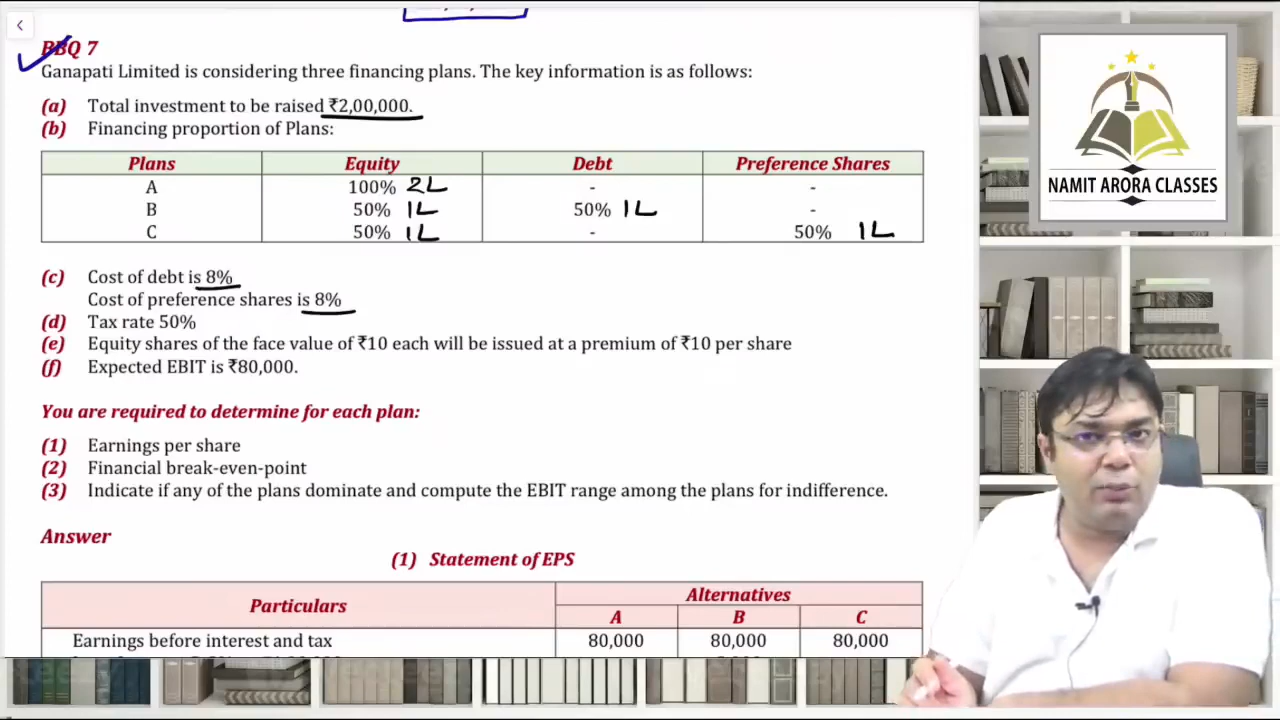 BBQ 7
Ganapati Limited is considering three financing plans. The key information is as follows:
(a) Total investment to be raised ₹2,00,000.
(b) Financing proportion of Plans:
Plans Equity Debt Preference Shares
A 100% 2L - -
B 50% 1L 50% 1L -
C 50% 1L - 50% 1L
(c) Cost of debt is 8%
Cost of preference shares is 8%
(d) Tax rate 50%
(e) Equity shares of the face value of ₹10 each will be issued at a premium of ₹10 per share
(f) Expected EBIT is ₹80,000.
You are required to determine for each plan:
(1) Earnings per share
(2) Financial break-even-point
(3) Indicate if any of the plans dominate and compute the EBIT range among the plans for indifference.
Answer
(1) Statement of EPS
Particulars Alternatives
A B C
Earnings before interest and tax 80,000 80,000 80,000
NAMIT ARORA CLASSES